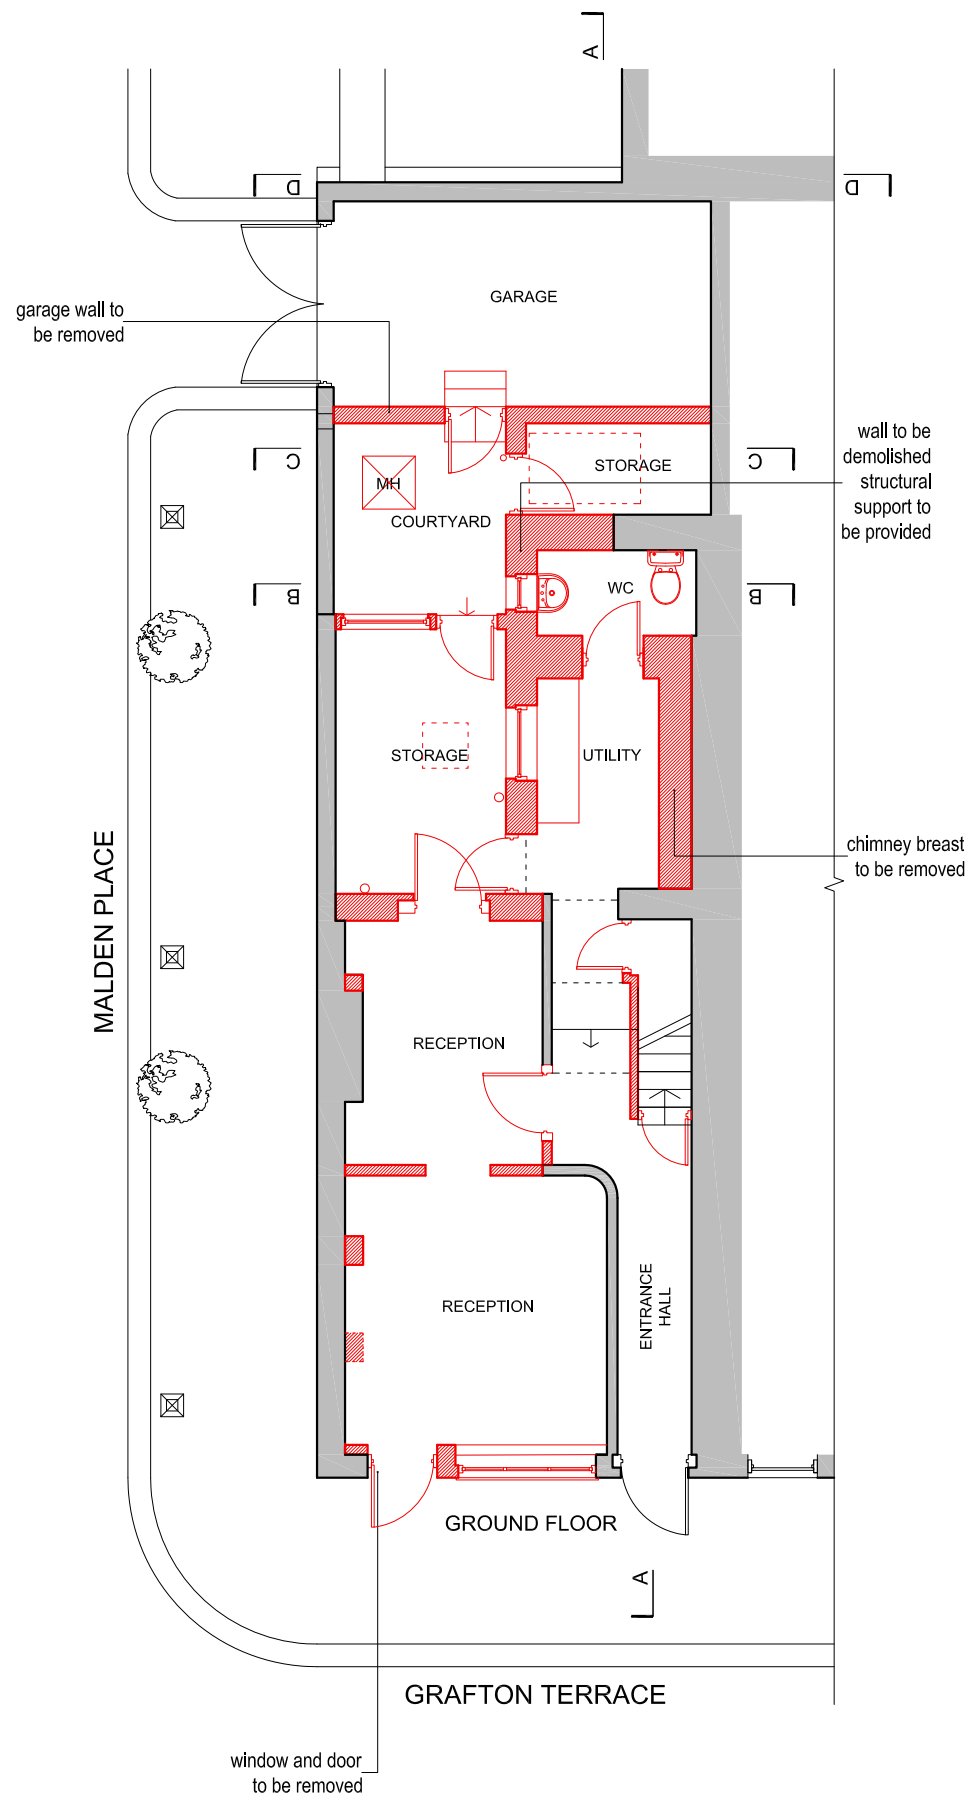 A
D
D
GARAGE
garage wall to
be removed
wall to be
demolished
structural
support to
be provided
C
C
STORAGE
MH
COURTYARD
B
B
WC
STORAGE
UTILITY
chimney breast
to be removed
MALDEN PLACE
RECEPTION
RECEPTION
ENTRANCE
HALL
GROUND FLOOR
A
GRAFTON TERRACE
window and door
to be removed